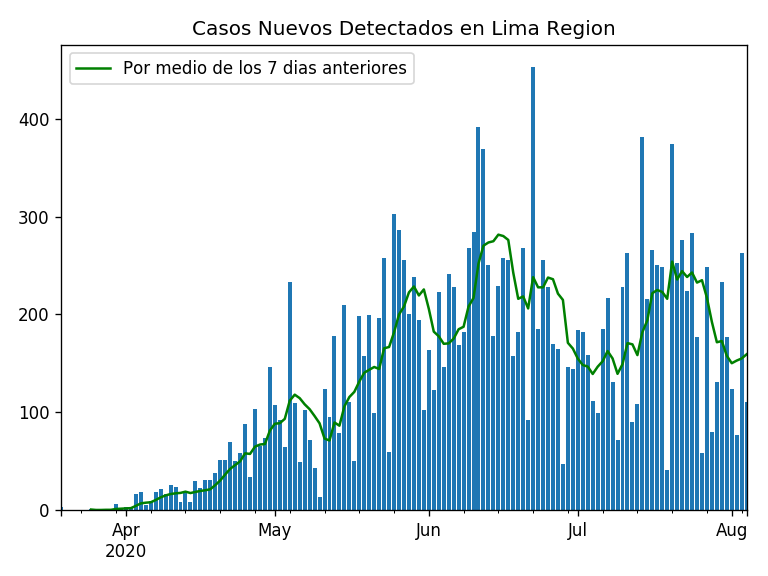 Casos Nuevos Detectados en Lima Region
Por medio de los 7 dias anteriores
400
300
200
100
0
Apr
2020
May
Jun
Jul
Aug